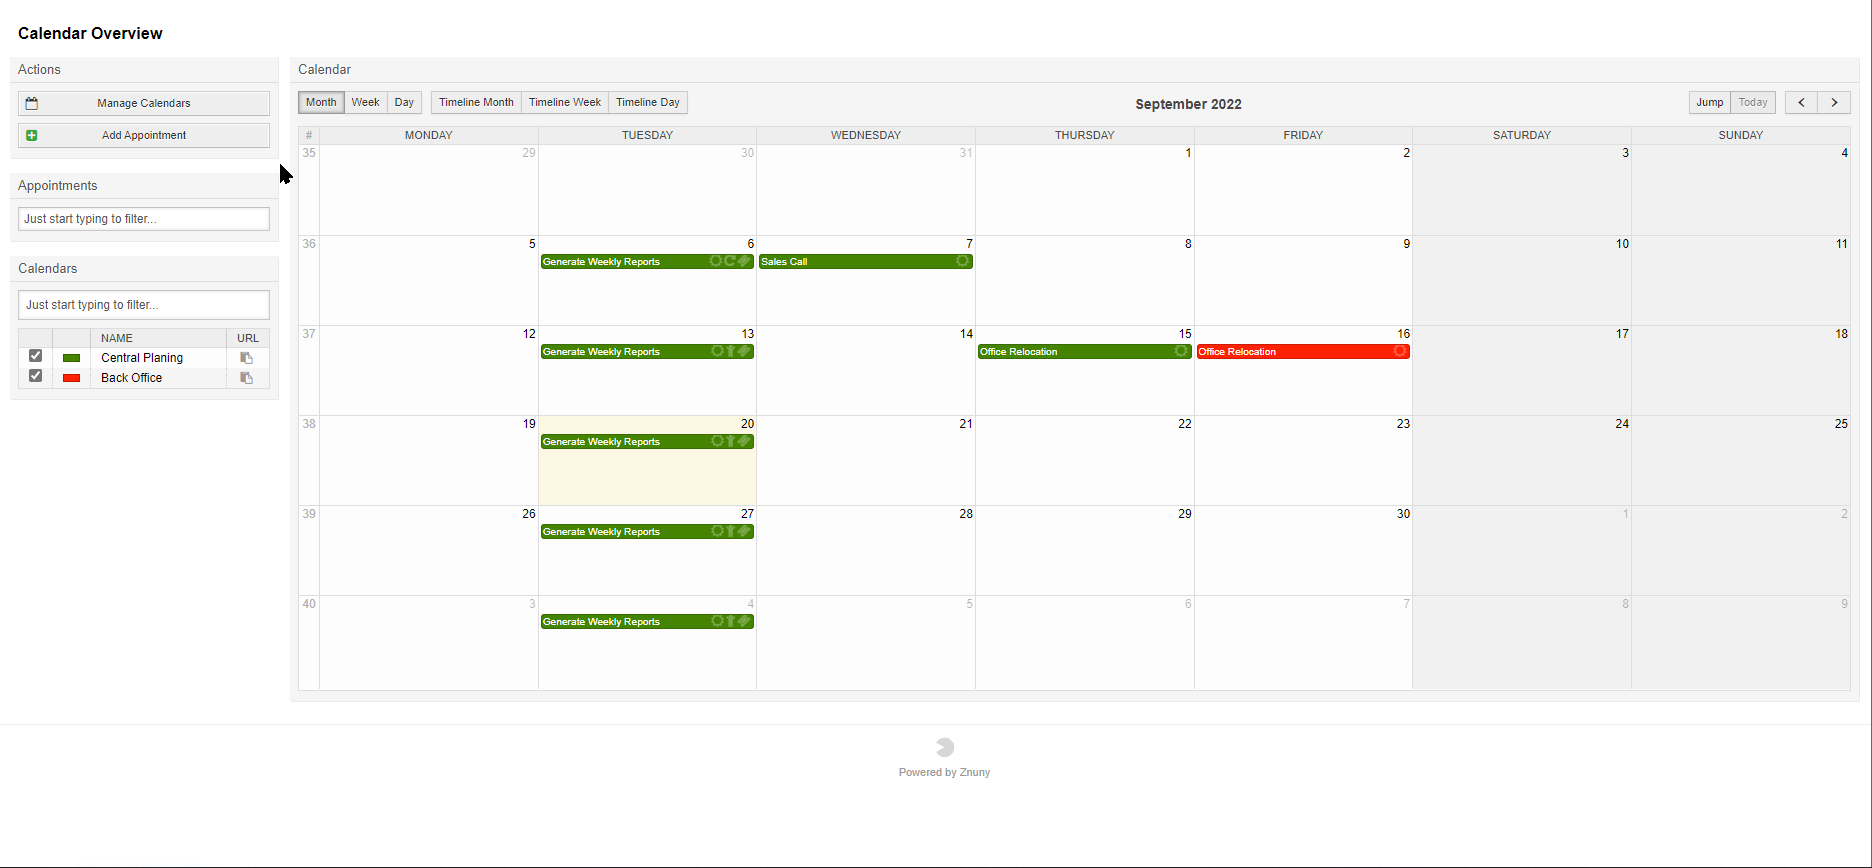 Calendar Overview
Actions
Manage Calendars
Add Appointment
Appointments
Just start typing to filter...
Calendars
Just start typing to filter...
NAME URL
Central Planing
Back Office
Calendar
Month Week Day Timeline Month Timeline Week Timeline Day September 2022 Jump Today
# MONDAY TUESDAY WEDNESDAY THURSDAY FRIDAY SATURDAY SUNDAY
35 29 30 31 1 2 3 4
36 5 6 7 8 9 10 11
Generate Weekly Reports Sales Call
37 12 13 14 15 16 17 18
Generate Weekly Reports Office Relocation Office Relocation
38 19 20 21 22 23 24 25
Generate Weekly Reports
39 26 27 28 29 30 1 2
Generate Weekly Reports
40 3 4 5 6 7 8 9
Generate Weekly Reports
Powered by Znuny